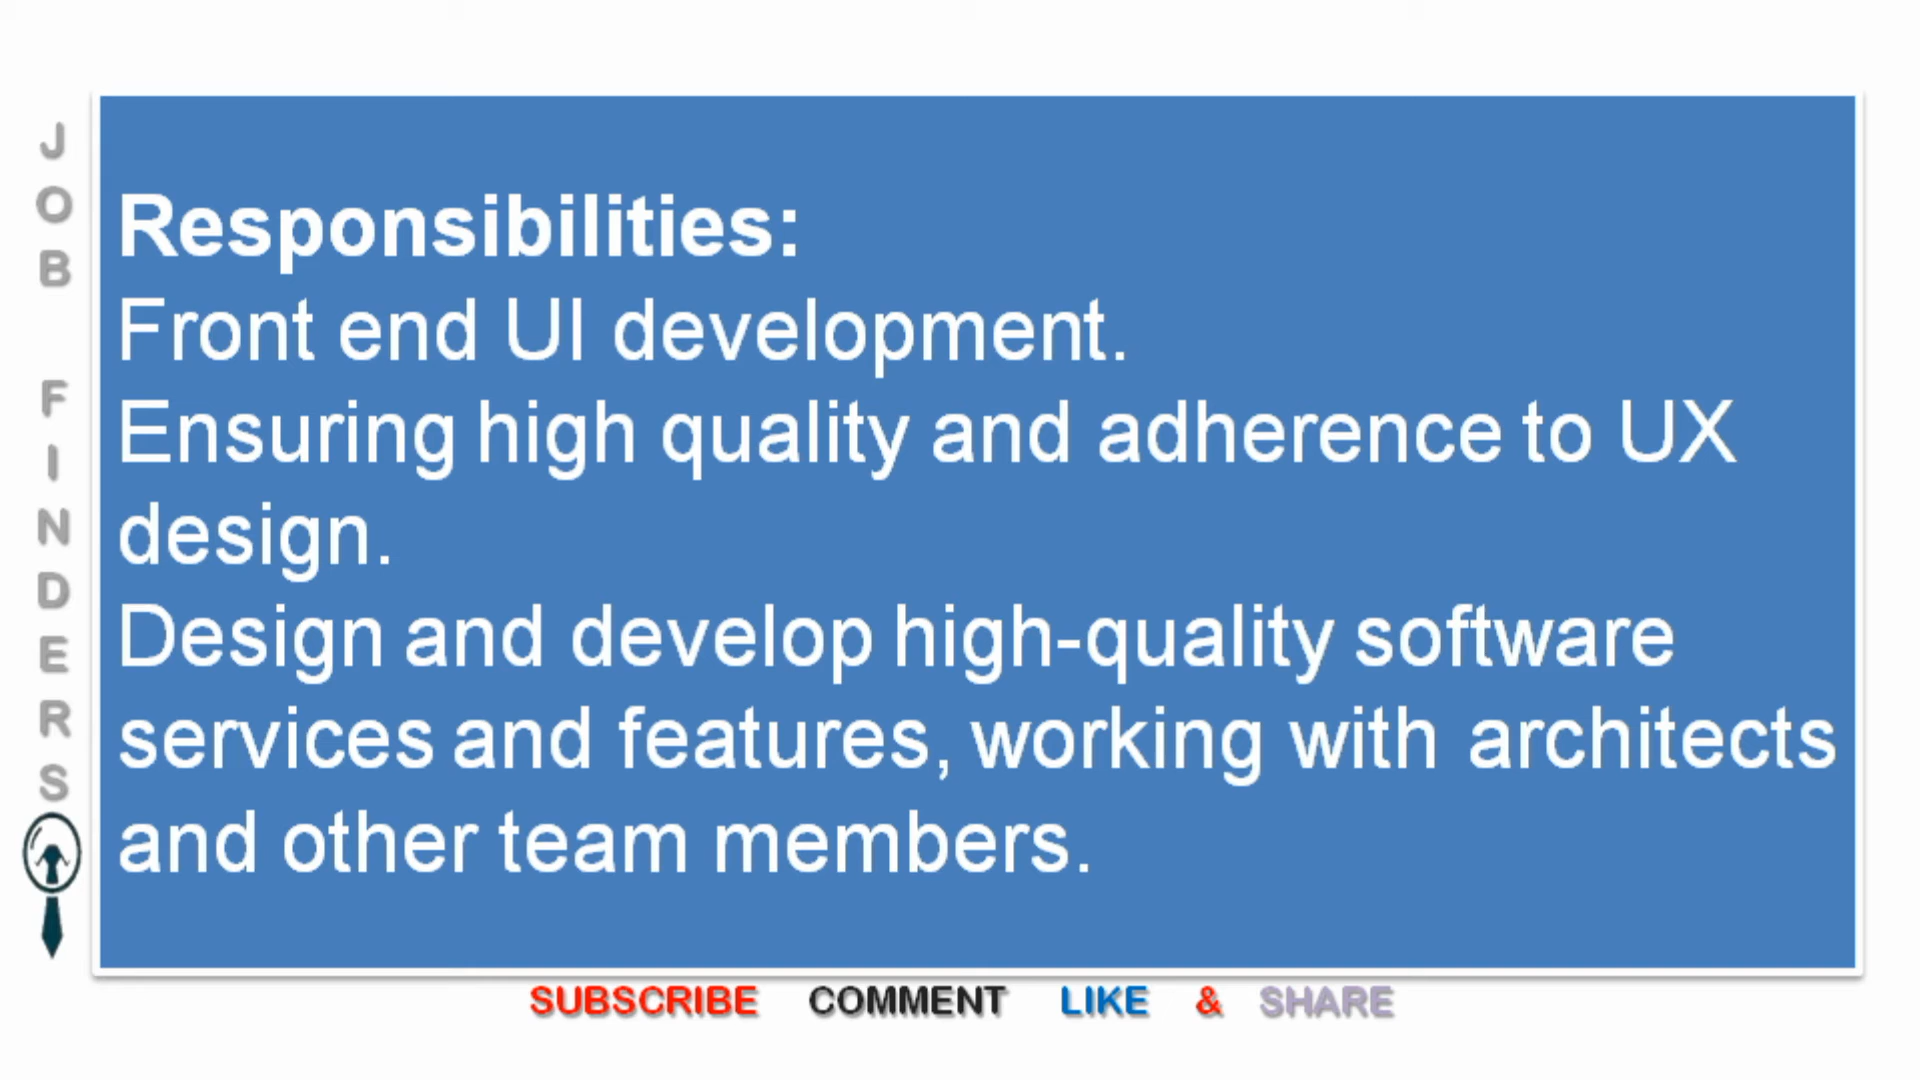 JOB FINDERS
Responsibilities:
Front end UI development.
Ensuring high quality and adherence to UX
design.
Design and develop high-quality software
services and features, working with architects
and other team members.
SUBSCRIBE COMMENT LIKE & SHARE